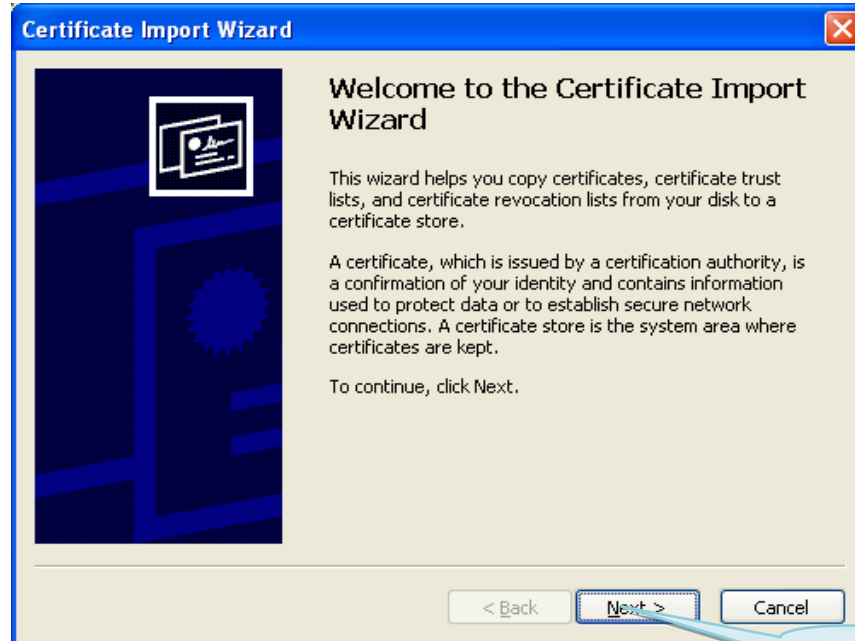 Certificate Import Wizard
Welcome to the Certificate Import
Wizard
This wizard helps you copy certificates, certificate trust
lists, and certificate revocation lists from your disk to a
certificate store.
A certificate, which is issued by a certification authority, is
a confirmation of your identity and contains information
used to protect data or to establish secure network
connections. A certificate store is the system area where
certificates are kept.
To continue, click Next.
< Back
Next >
Cancel